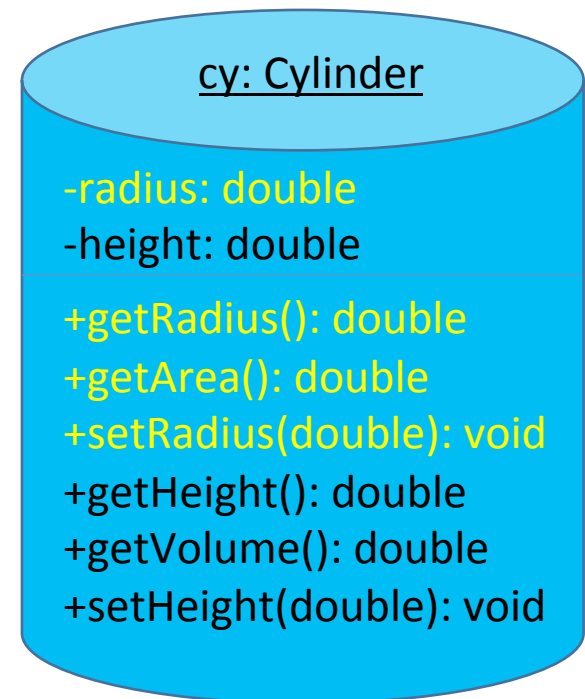 cy: Cylinder
-radius: double
-height: double
+getRadius(): double
+getArea(): double
+setRadius(double): void
+getHeight(): double
+getVolume(): double
+setHeight(double): void